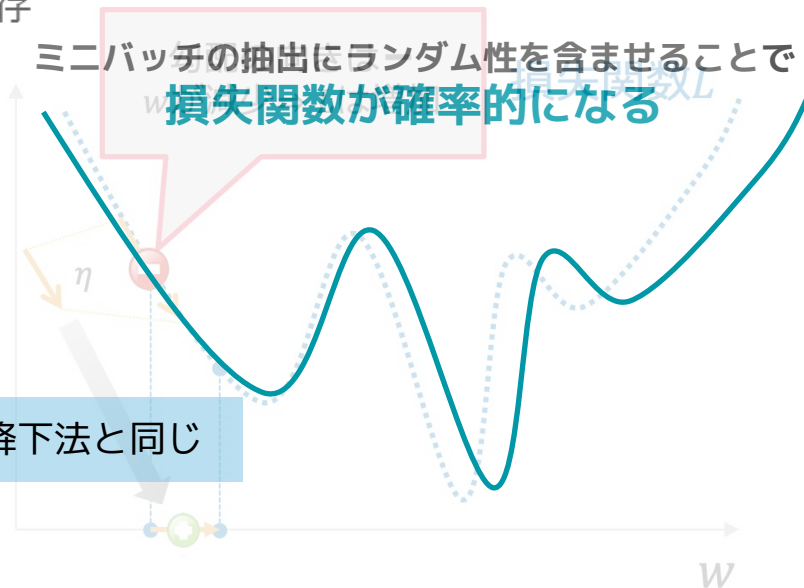 存
ミニバッチの抽出にランダム性を含ませることで
損失関数が確率的になる
損失関数L
η
降下法と同じ
w